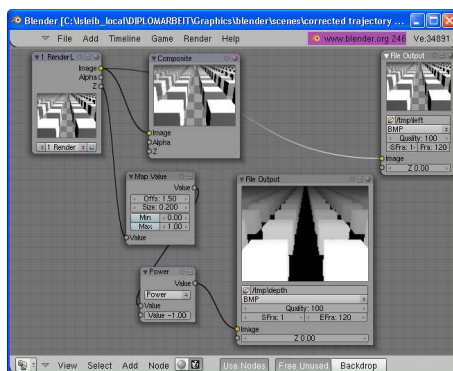 Blender [C:\lsleib_local\DIPLOMARBEIT\Graphics\blender\scenes\corrected trajectory ...
File Add Timeline Game Render Help
www.blender.org 246 Ve:34891
1 Render L
Image
Alpha
Z
1 Render
Composite
Image
Alpha
Z
File Output
/tmp\left
BMP
Quality: 100
SFra: 1 Fra: 120
Image
Z 0.00
Map Value
Value
Offs: 1.50
Size: 0.200
Min 0.00
Max 1.00
Value
File Output
/tmp\depth
BMP
Quality: 100
SFra: 1 EFra: 120
Image
Z 0.00
Power
Value
Power
Value
Value -1.00
View Select Add Node Use Nodes Free Unused Backdrop